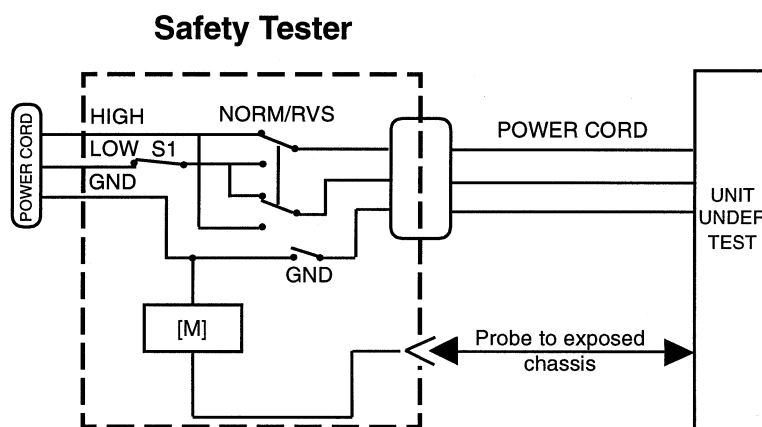 Safety Tester
POWER CORD
HIGH
NORM/RVS
LOW S1
GND
POWER CORD
UNIT
UNDER
TEST
GND
[M]
Probe to exposed
chassis